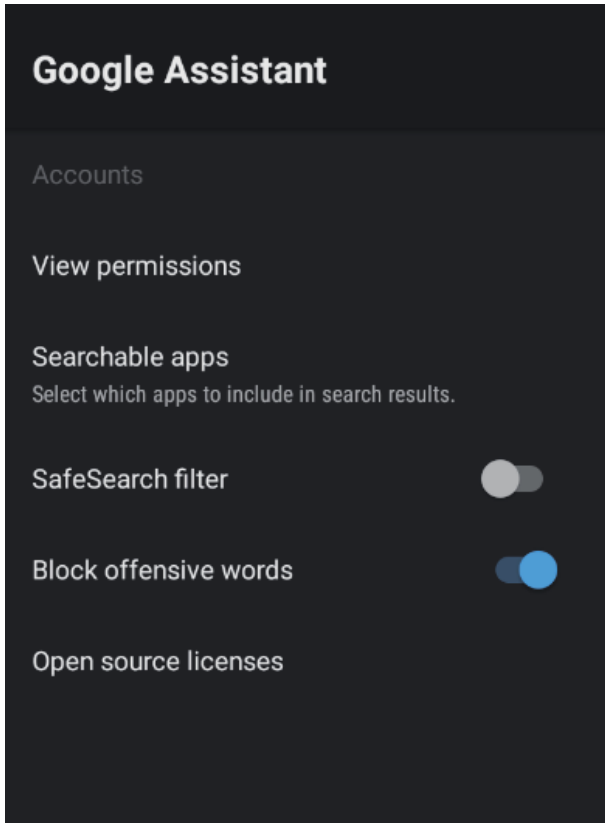 Google Assistant
Accounts
View permissions
Searchable apps
Select which apps to include in search results.
SafeSearch filter
Block offensive words
Open source licenses